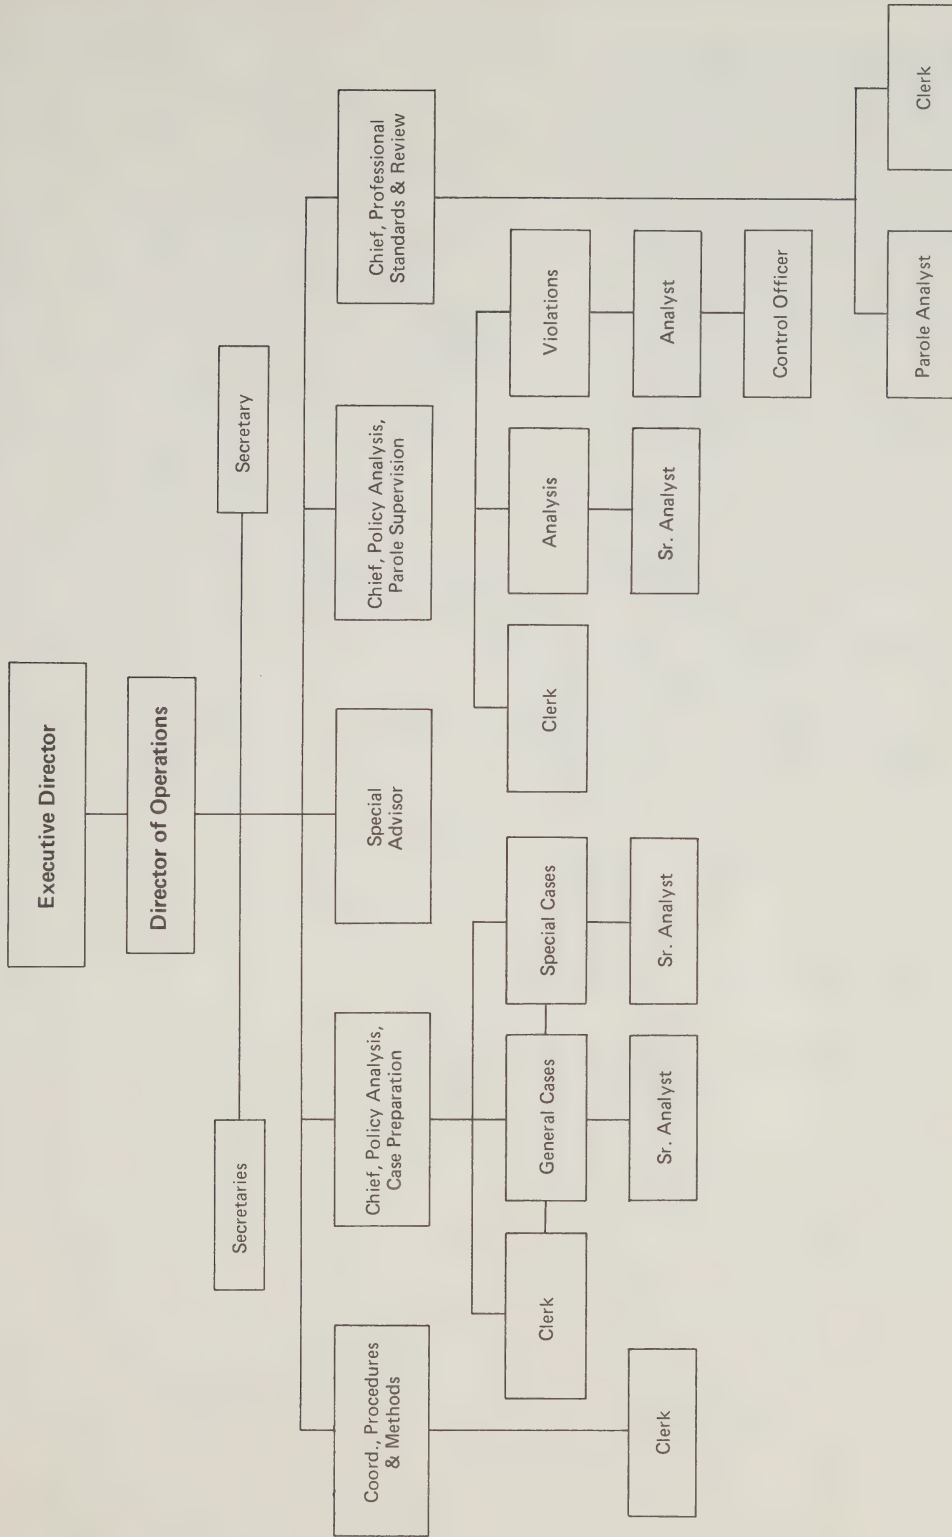 Executive Director
Director of Operations
Secretaries
Secretary
Coord., Procedures
& Methods
Chief, Policy Analysis,
Case Preparation
Special
Advisor
Chief, Policy Analysis,
Parole Supervision
Chief, Professional
Standards & Review
Clerk
General Cases
Special Cases
Clerk
Analysis
Violations
Clerk
Sr. Analyst
Sr. Analyst
Sr. Analyst
Analyst
Control Officer
Parole Analyst
Clerk